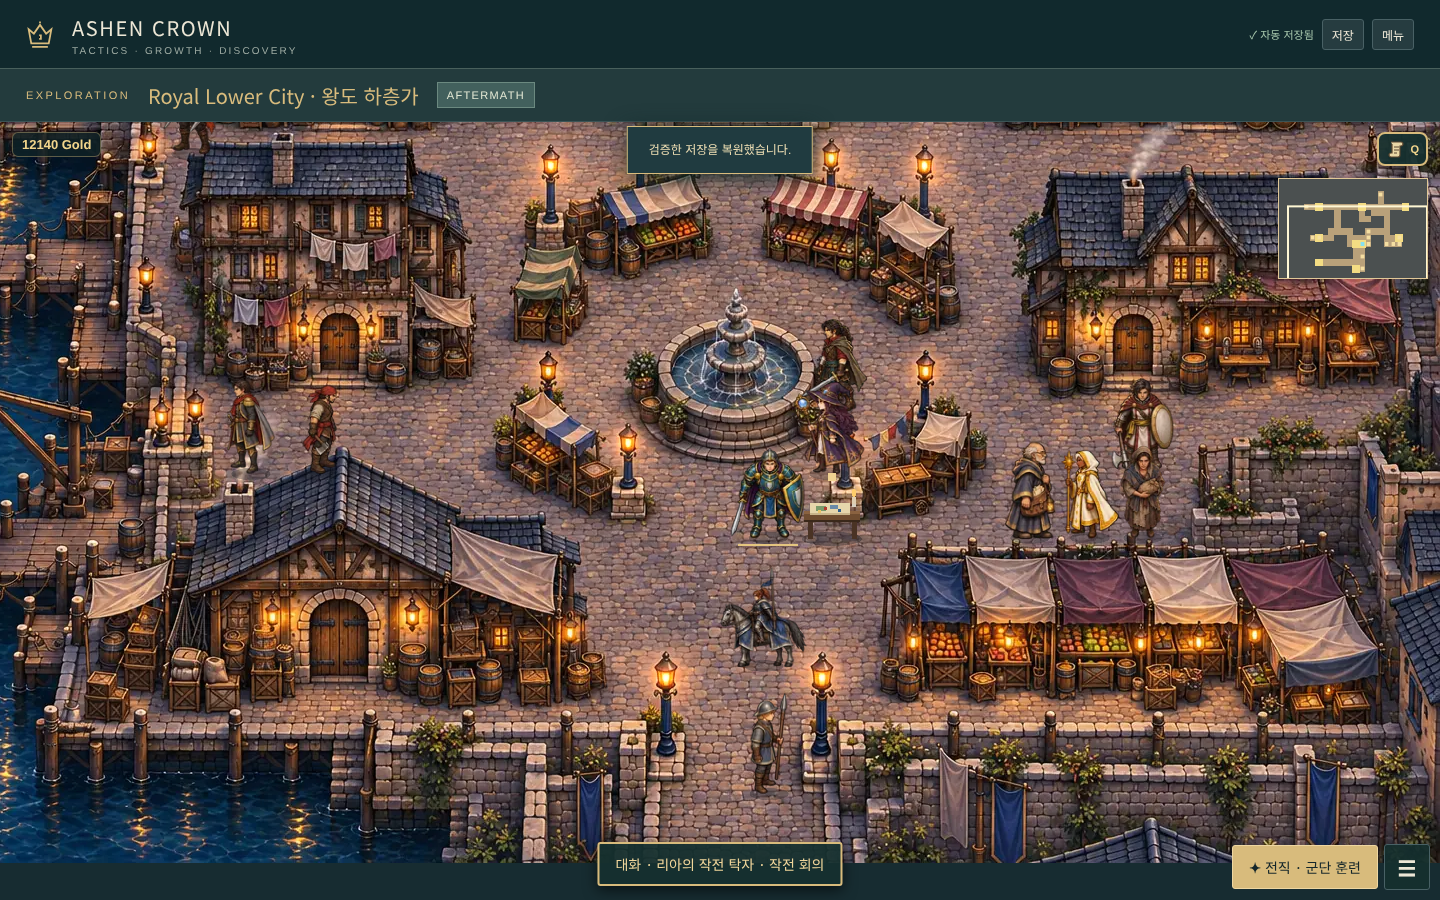 ASHEN CROWN
TACTICS · GROWTH · DISCOVERY
✓ 자동 저장됨
저장
메뉴
EXPLORATION
Royal Lower City · 왕도 하층가
AFTERMATH
12140 Gold
검증한 저장을 복원했습니다.
Q
대화 · 리아의 작전 탁자 · 작전 회의
✦ 전직 · 군단 훈련